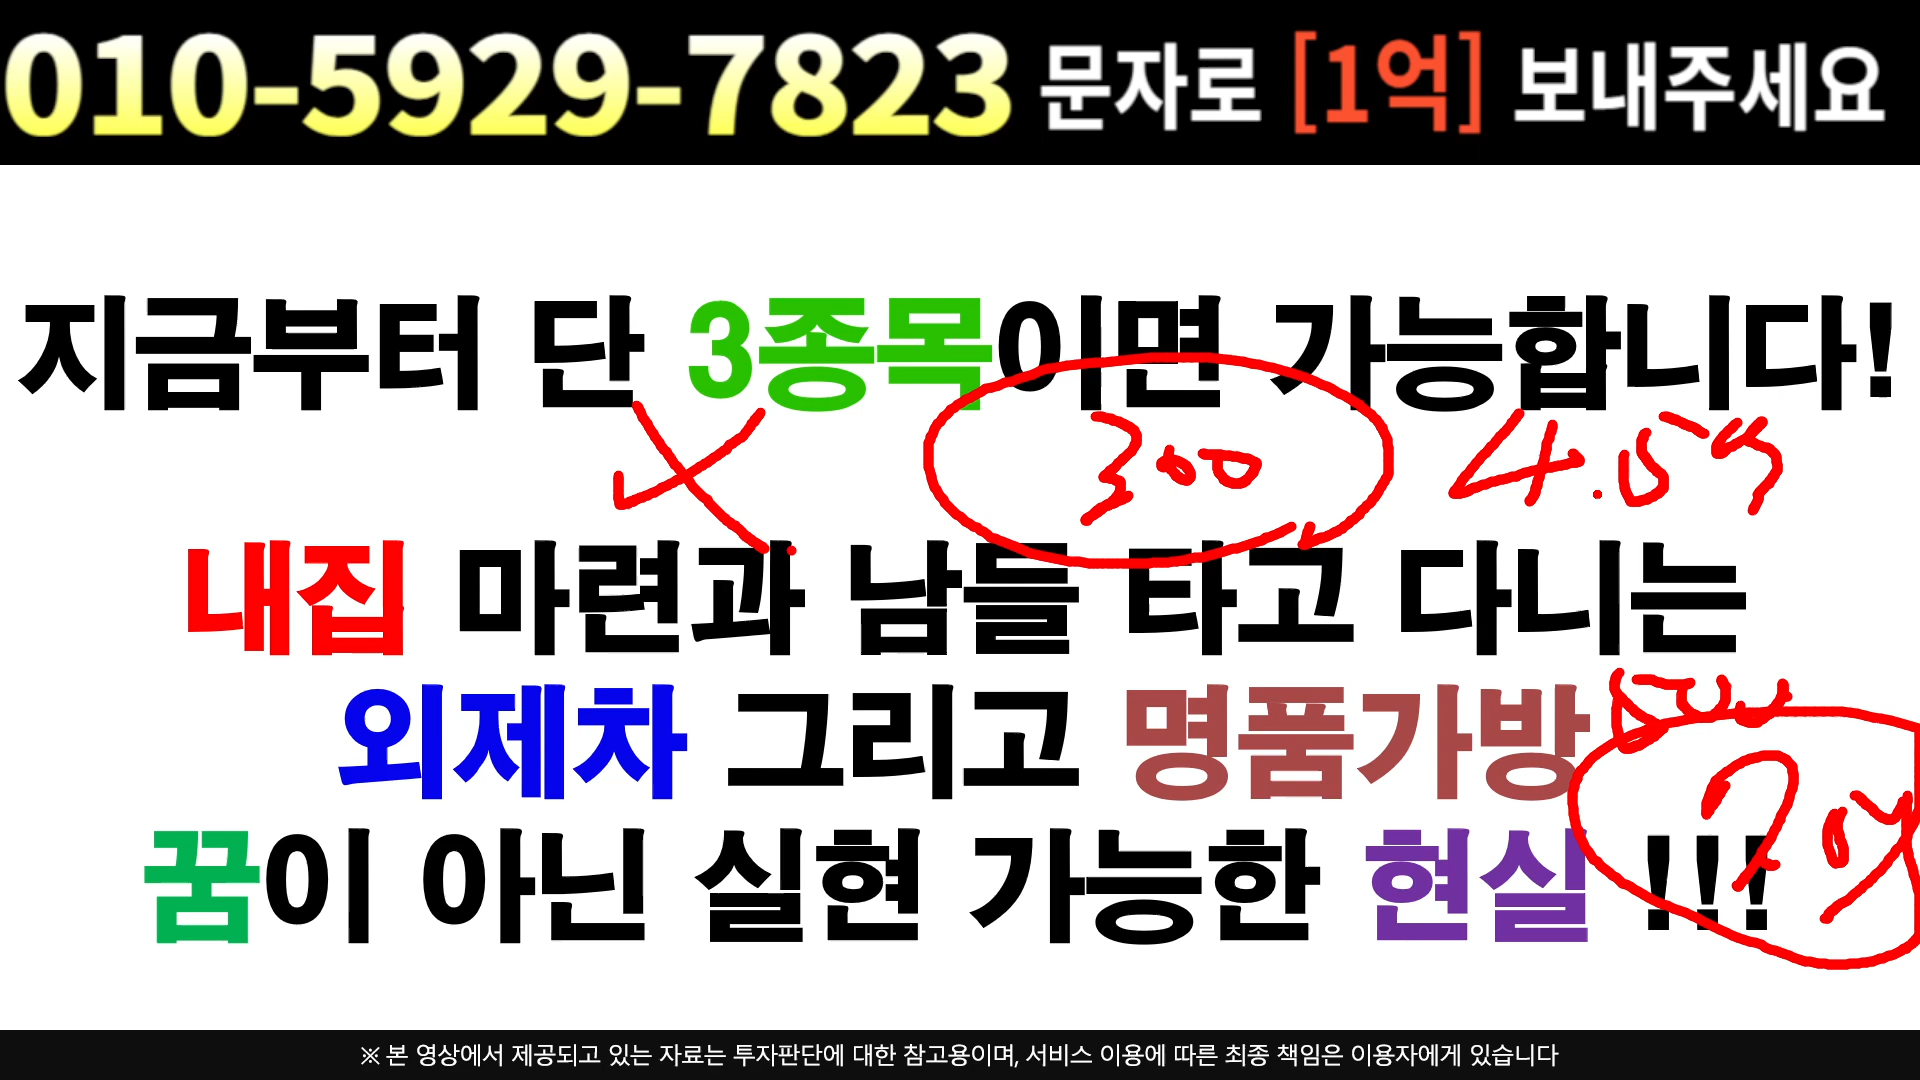 010-5929-7823 문자로 [1억] 보내주세요
지금부터 단 3종목이면 가능합니다!
300
4.5억
내집 마련과 남들 타고 다니는
외제차 그리고 명품가방
500
꿈이 아닌 실현 가능한 현실 !!!
※ 본 영상에서 제공되고 있는 자료는 투자판단에 대한 참고용이며, 서비스 이용에 따른 최종 책임은 이용자에게 있습니다